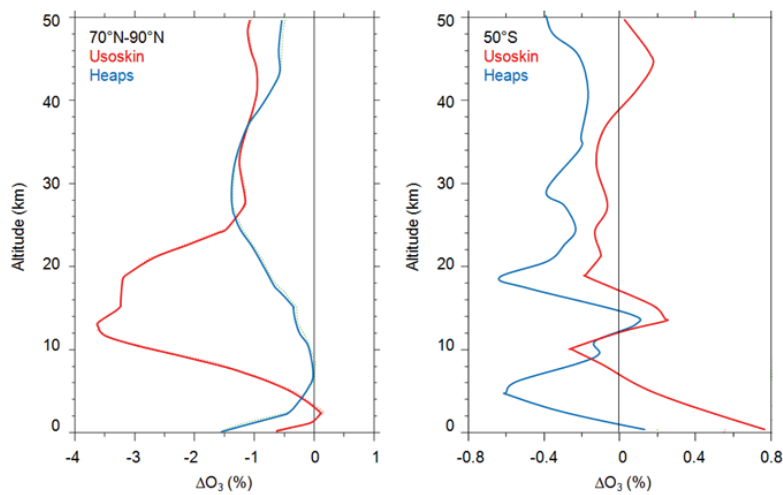 70°N-90°N
Usoskin
Heaps
Altitude (km)
50
40
30
20
10
0
-4 -3 -2 -1 0 1
ΔO₃ (%)
50°S
Usoskin
Heaps
Altitude (km)
50
40
30
20
10
0
-0.8 -0.4 0 0.4 0.8
ΔO₃ (%)